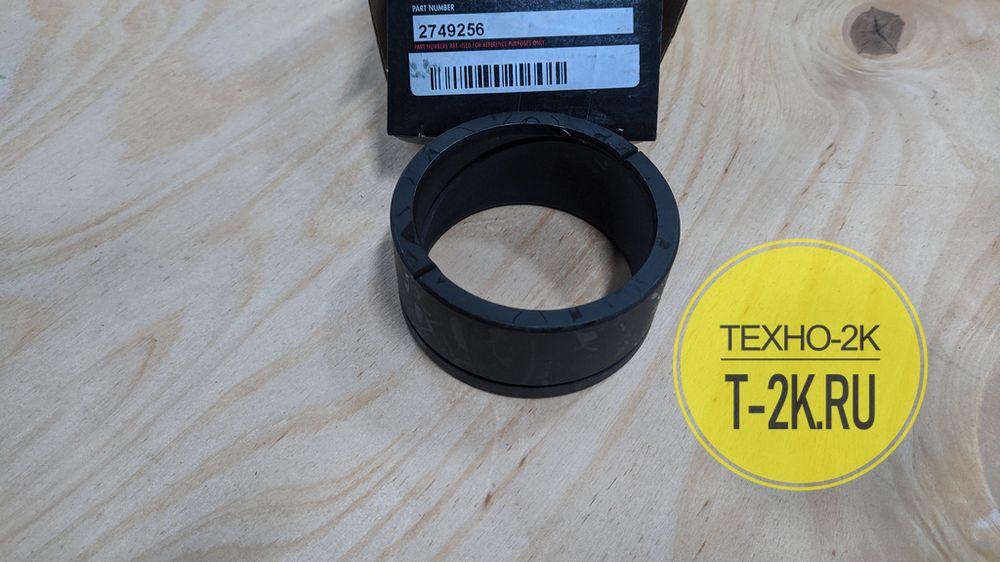 PART NUMBER
2749256
PART NUMBERS ARE USED FOR REFERENCE PURPOSES ONLY.
ТЕХНО-2К
T-2K.RU